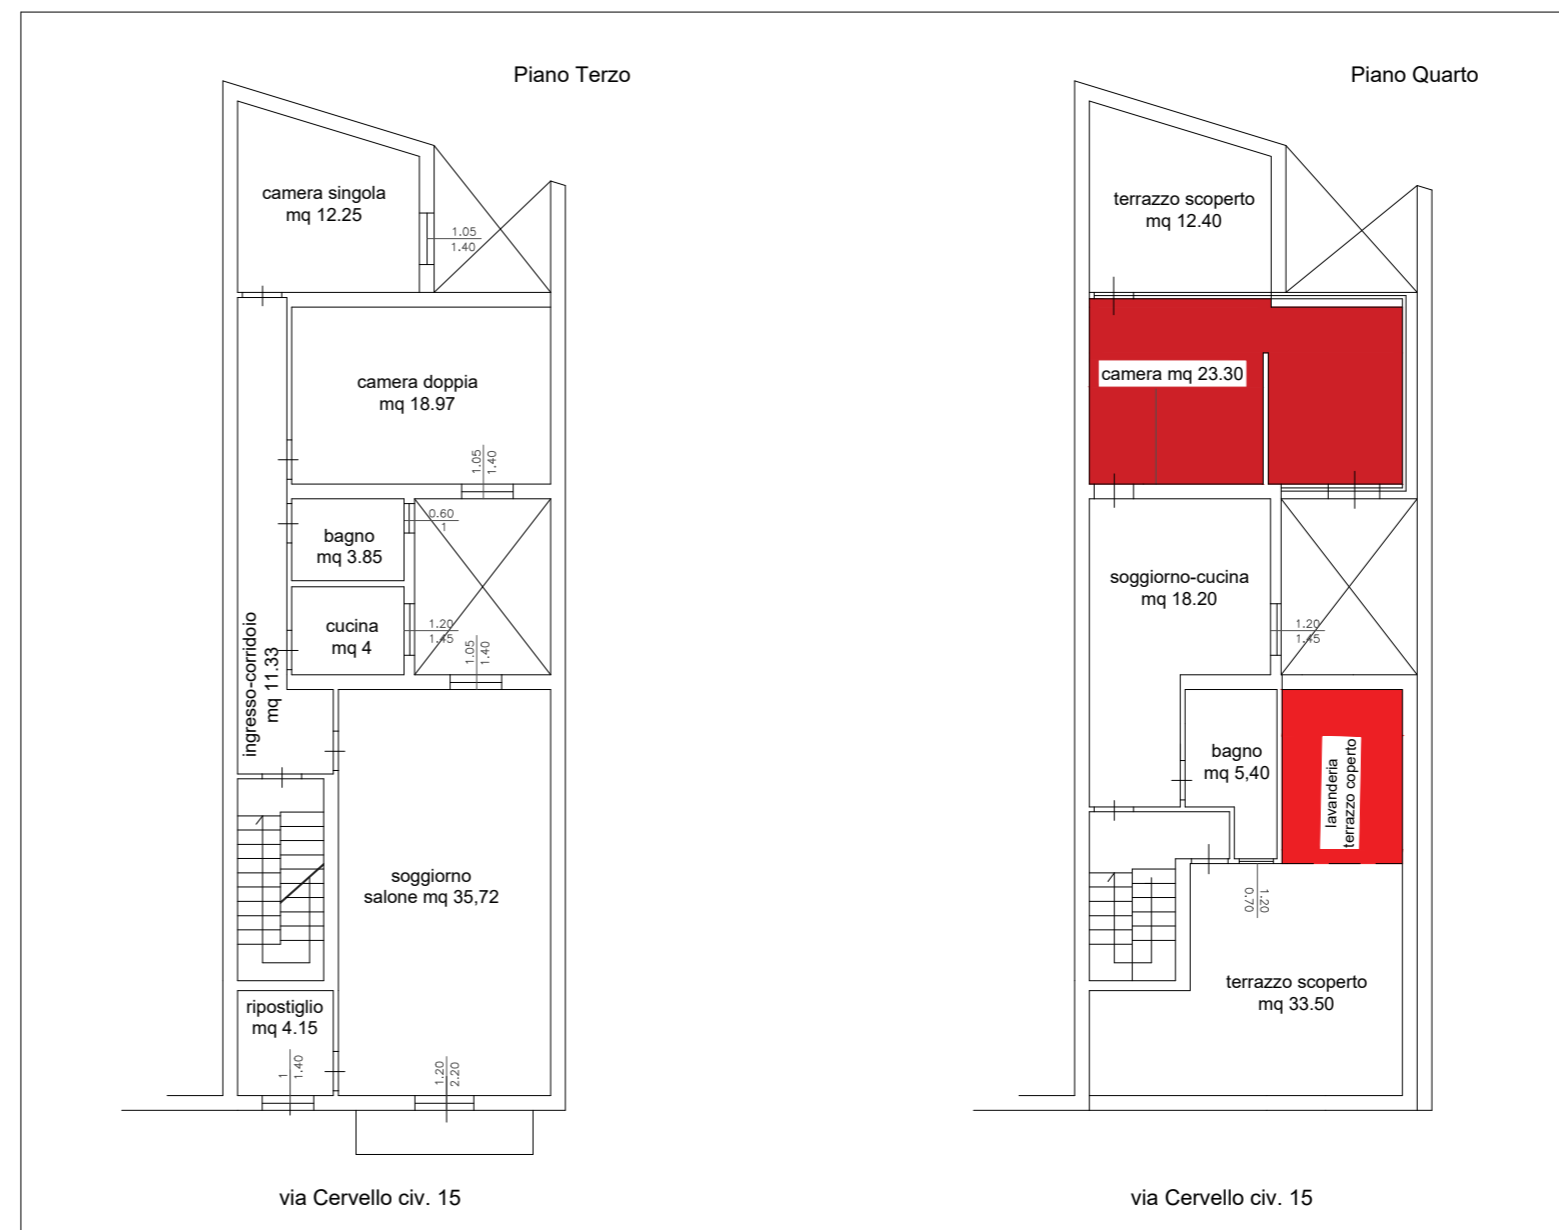 Piano Terzo
camera singola
mq 12.25
1.05
1.40
camera doppia
mq 18.97
1.05
1.40
bagno
mq 3.85
0.60
1
cucina
mq 4
1.20
1.45
1.05
1.40
ingresso-corridoio
mq 11.33
soggiorno
salone mq 35,72
ripostiglio
mq 4.15
1
1.40
1.20
2.20
via Cervello civ. 15
Piano Quarto
terrazzo scoperto
mq 12.40
camera mq 23.30
soggiorno-cucina
mq 18.20
1.20
1.45
bagno
mq 5,40
lavanderia
terrazzo coperto
1.20
0.70
terrazzo scoperto
mq 33.50
via Cervello civ. 15